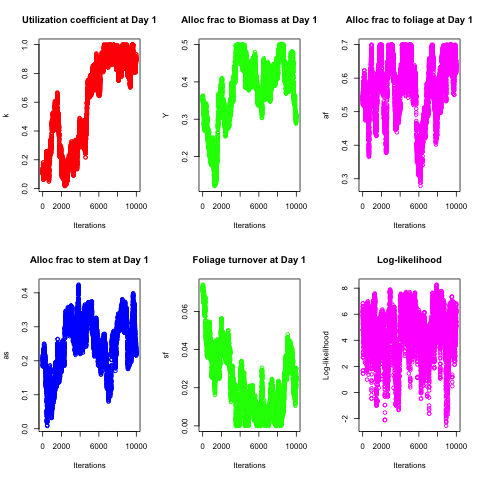 Utilization coefficient at Day 1
Alloc frac to Biomass at Day 1
Alloc frac to foliage at Day 1
k
0.0 0.2 0.4 0.6 0.8 1.0
0 2000 6000 10000
Iterations
Y
0.2 0.3 0.4 0.5
0 2000 6000 10000
Iterations
af
0.3 0.4 0.5 0.6 0.7
0 2000 6000 10000
Iterations
Alloc frac to stem at Day 1
Foliage turnover at Day 1
Log-likelihood
as
0.0 0.1 0.2 0.3 0.4
0 2000 6000 10000
Iterations
sf
0.00 0.02 0.04 0.06
0 2000 6000 10000
Iterations
Log-likelihood
-2 0 2 4 6 8
0 2000 6000 10000
Iterations